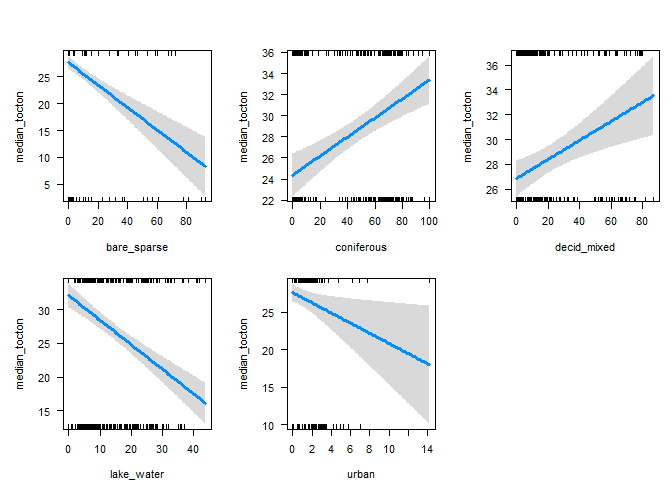 median_tocton
25
20
15
10
5
0 20 40 60 80
bare_sparse
median_tocton
36
34
32
30
28
26
24
22
0 20 40 60 80 100
coniferous
median_tocton
36
34
32
30
28
26
0 20 40 60 80
decid_mixed
median_tocton
30
25
20
15
0 10 20 30 40
lake_water
median_tocton
25
20
15
10
0 2 4 6 8 12 14
urban